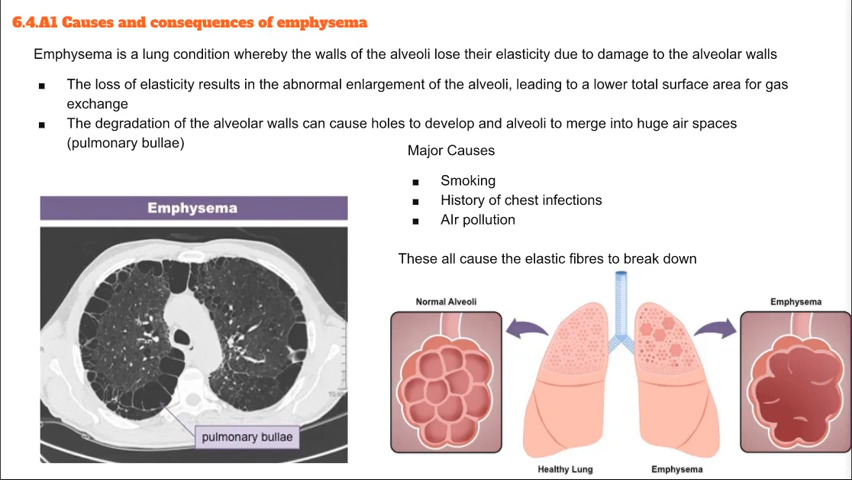 6.4.A1 Causes and consequences of emphysema
Emphysema is a lung condition whereby the walls of the alveoli lose their elasticity due to damage to the alveolar walls
▪ The loss of elasticity results in the abnormal enlargement of the alveoli, leading to a lower total surface area for gas
exchange
▪ The degradation of the alveolar walls can cause holes to develop and alveoli to merge into huge air spaces
(pulmonary bullae)
Major Causes
▪ Smoking
▪ History of chest infections
▪ AIr pollution
These all cause the elastic fibres to break down
Emphysema
pulmonary bullae
Normal Alveoli
Emphysema
Healthy Lung
Emphysema